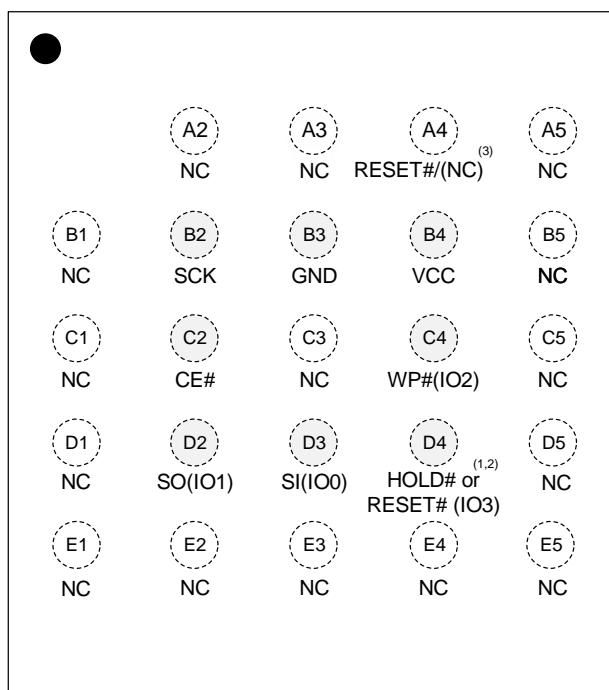 A2 A3 A4 A5
NC NC RESET#/(NC)(3) NC
B1 B2 B3 B4 B5
NC SCK GND VCC NC
C1 C2 C3 C4 C5
NC CE# NC WP#(IO2) NC
D1 D2 D3 D4 D5
NC SO(IO1) SI(IO0) HOLD# or(1,2) NC
RESET# (IO3)
E1 E2 E3 E4 E5
NC NC NC NC NC